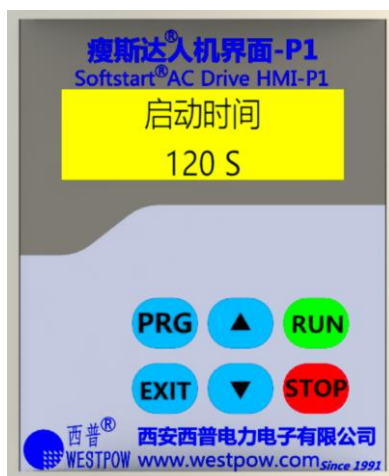 瘦斯达®人机界面-P1
Softstart®AC Drive HMI-P1
启动时间
120 S
PRG ▲ RUN
EXIT ▼ STOP
西普® 西安西普电力电子有限公司
WESTPOW www.westpow.com Since 1991